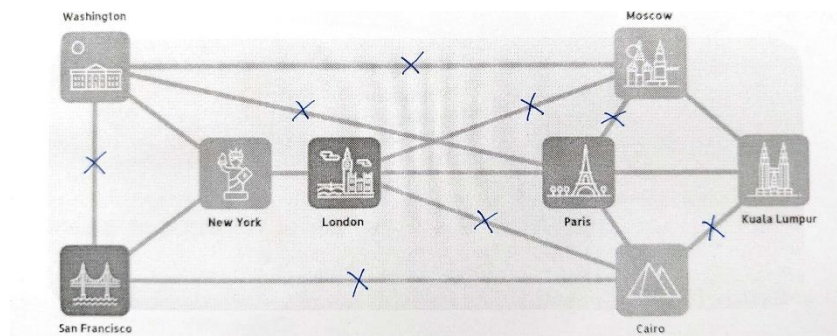 Washington
Moscow
New York
London
Paris
Kuala Lumpur
San Francisco
Cairo